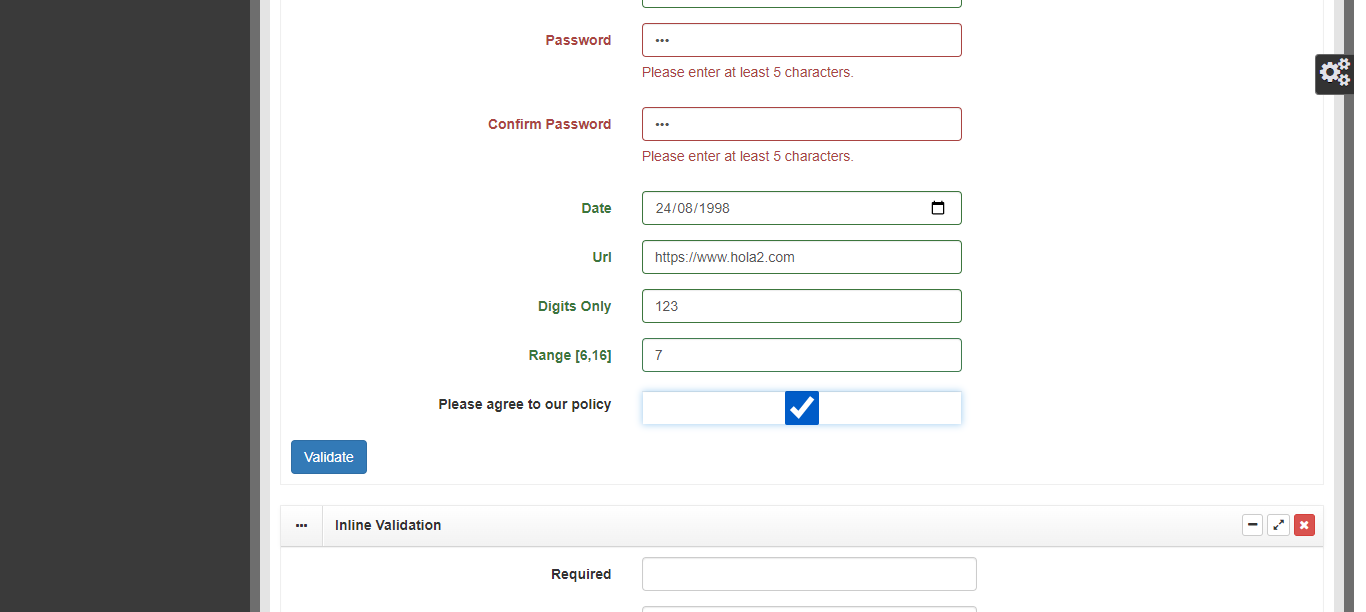 Password •••
Please enter at least 5 characters.
Confirm Password •••
Please enter at least 5 characters.
Date 24/08/1998
Url https://www.hola2.com
Digits Only 123
Range [6,16] 7
Please agree to our policy
Validate
Inline Validation
Required